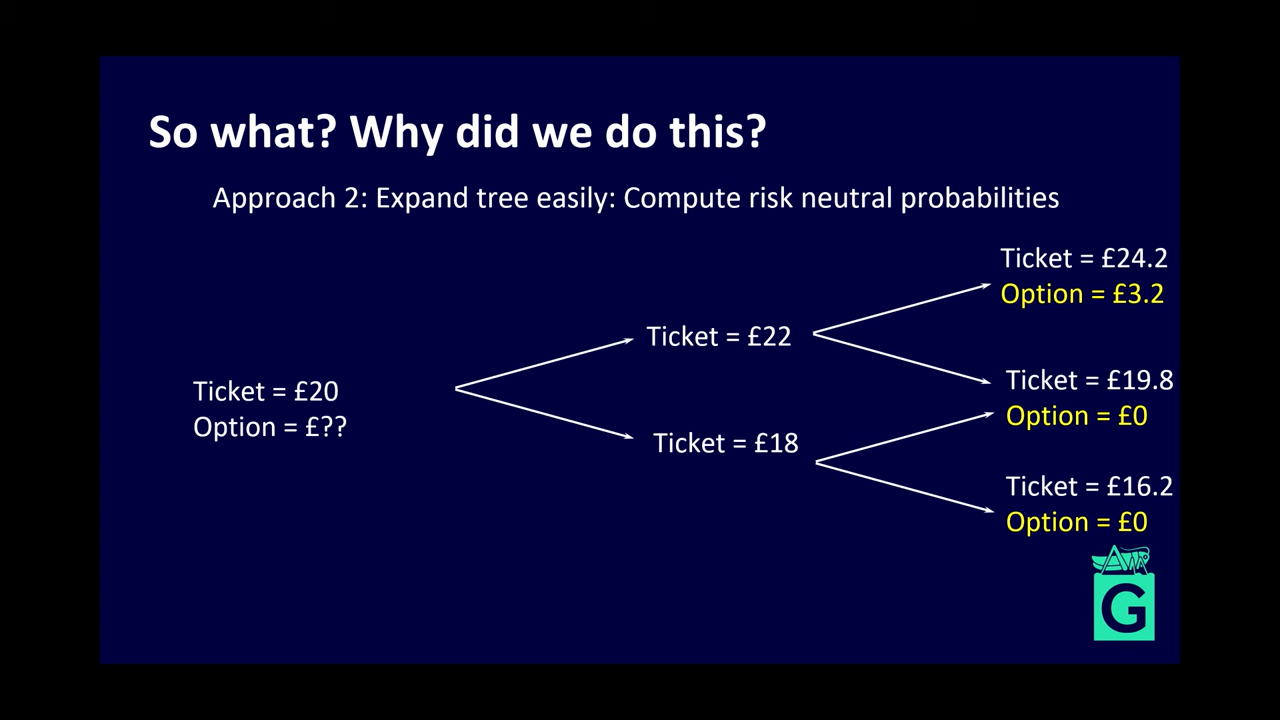 So what? Why did we do this?
Approach 2: Expand tree easily: Compute risk neutral probabilities
Ticket = £20
Option = £??
Ticket = £22
Ticket = £18
Ticket = £24.2
Option = £3.2
Ticket = £19.8
Option = £0
Ticket = £16.2
Option = £0
G